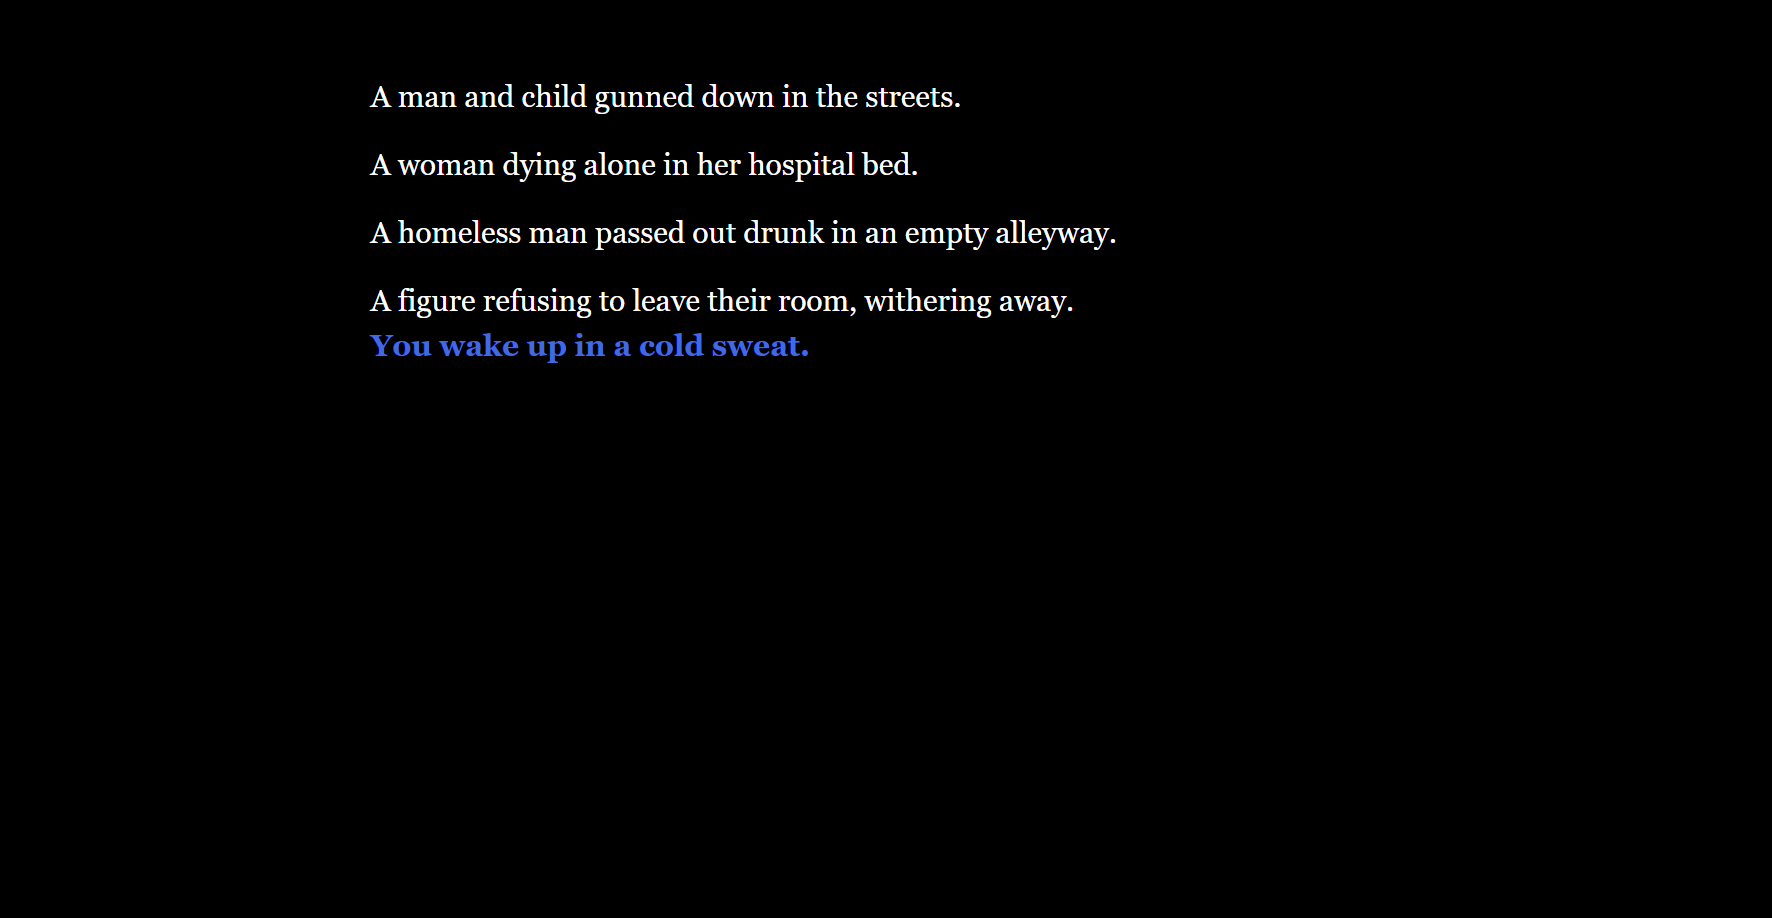 A man and child gunned down in the streets.
A woman dying alone in her hospital bed.
A homeless man passed out drunk in an empty alleyway.
A figure refusing to leave their room, withering away.
You wake up in a cold sweat.